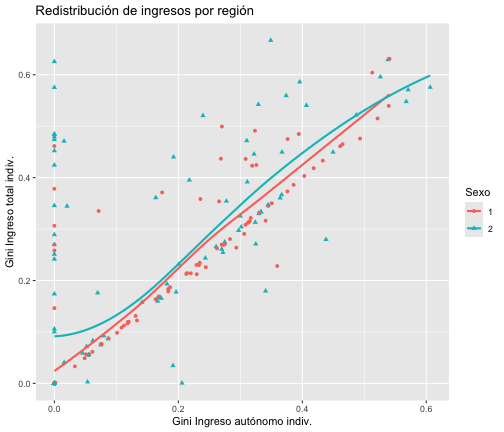 Redistribución de ingresos por región
Gini Ingreso total indiv.
0.6
0.4
0.2
0.0
0.0 0.2 0.4 0.6
Gini Ingreso autónomo indiv.
Sexo
1
2